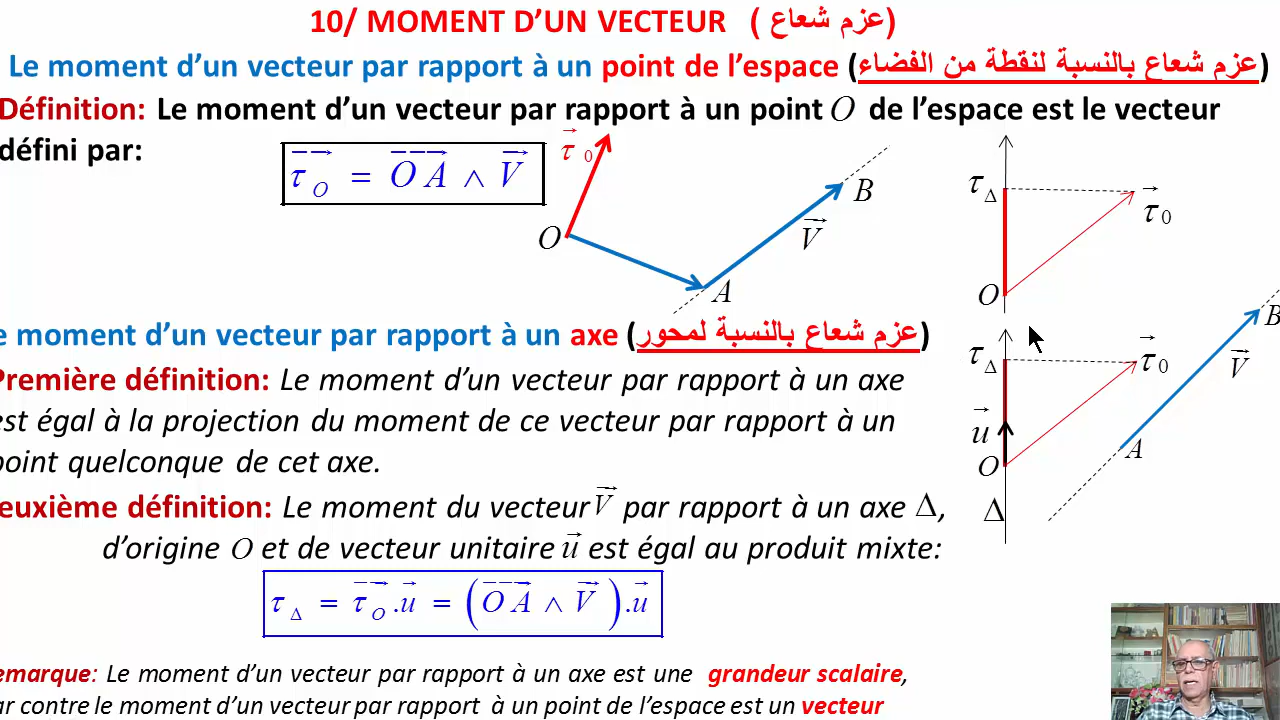 10/ MOMENT D’UN VECTEUR (عزم شعاع)
Le moment d’un vecteur par rapport à un point de l’espace (عزم شعاع بالنسبة لنقطة من الفضاء)
Définition: Le moment d’un vecteur par rapport à un point O de l’espace est le vecteur
défini par:
τ⃗_O = OA⃗ ∧ V⃗
τ⃗ 0
O
A
B
V⃗
τ Δ
τ⃗ 0
O
e moment d’un vecteur par rapport à un axe (عزم شعاع بالنسبة لمحور)
Première définition: Le moment d’un vecteur par rapport à un axe
est égal à la projection du moment de ce vecteur par rapport à un
point quelconque de cet axe.
euxième définition: Le moment du vecteur V⃗ par rapport à un axe Δ,
d’origine O et de vecteur unitaire u⃗ est égal au produit mixte:
τ_Δ = τ⃗_O . u⃗ = (OA⃗ ∧ V⃗).u⃗
τ Δ
τ⃗ 0
u⃗
O
Δ
A
B
V⃗
emarque: Le moment d’un vecteur par rapport à un axe est une grandeur scalaire,
ar contre le moment d’un vecteur par rapport à un point de l’espace est un vecteur